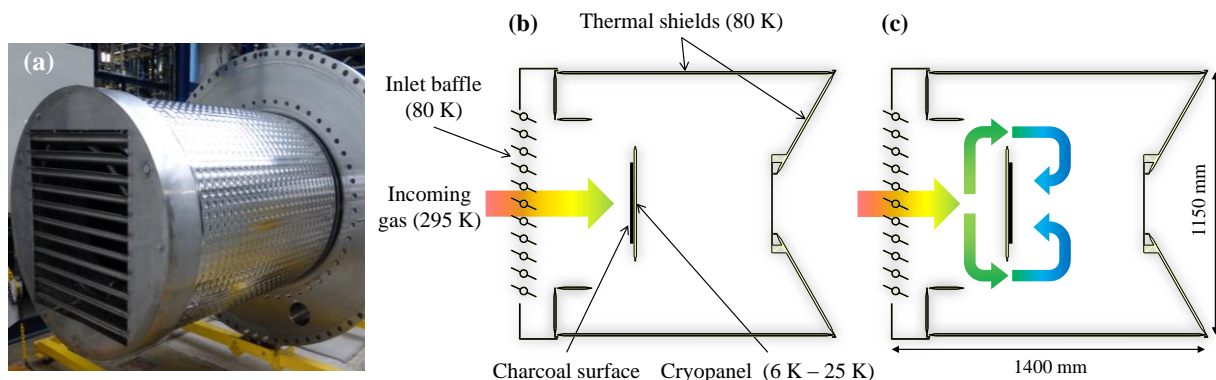 (a)
(b)
Thermal shields (80 K)
(c)
Inlet baffle
(80 K)
Incoming
gas (295 K)
Charcoal surface
Cryopanel (6 K – 25 K)
1150 mm
1400 mm